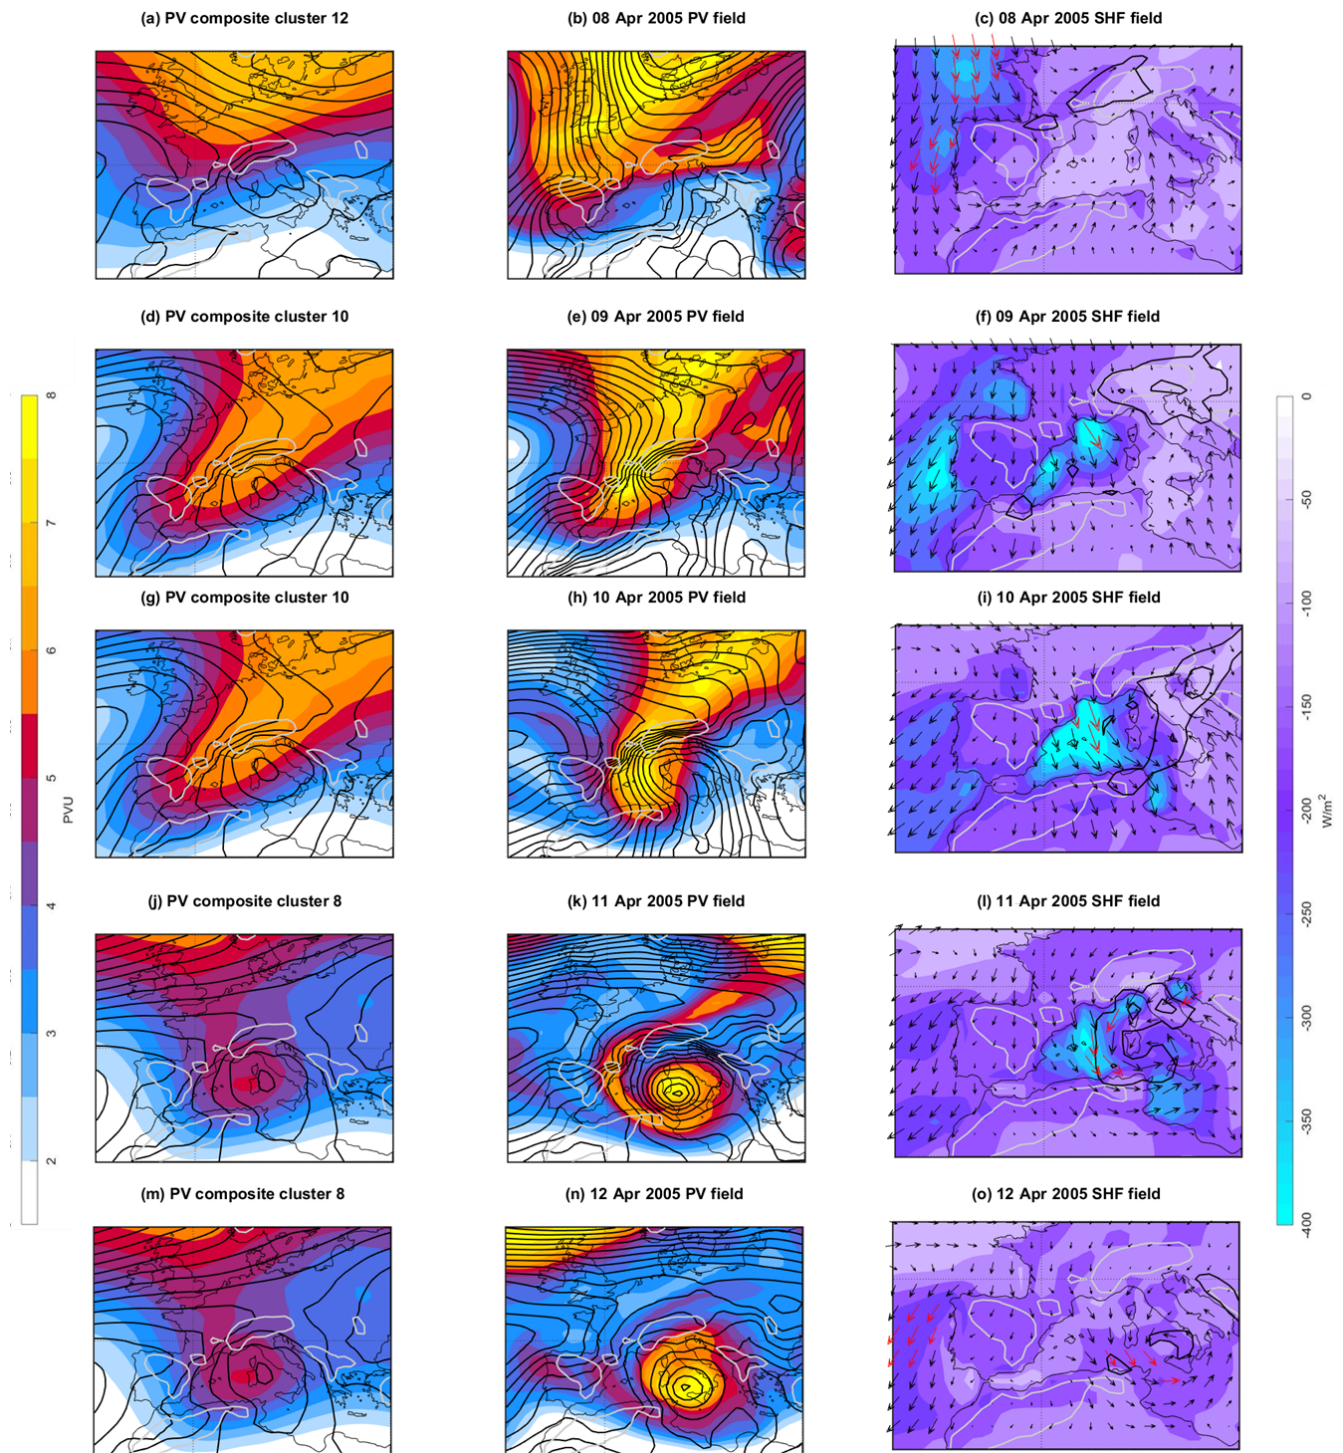 (a) PV composite cluster 12
(b) 08 Apr 2005 PV field
(c) 08 Apr 2005 SHF field
(d) PV composite cluster 10
(e) 09 Apr 2005 PV field
(f) 09 Apr 2005 SHF field
8
7
6
5
4
3
2
PVU
0
-50
-100
-150
-200
-250
-300
-350
-400
W/m²
(g) PV composite cluster 10
(h) 10 Apr 2005 PV field
(i) 10 Apr 2005 SHF field
(j) PV composite cluster 8
(k) 11 Apr 2005 PV field
(l) 11 Apr 2005 SHF field
(m) PV composite cluster 8
(n) 12 Apr 2005 PV field
(o) 12 Apr 2005 SHF field